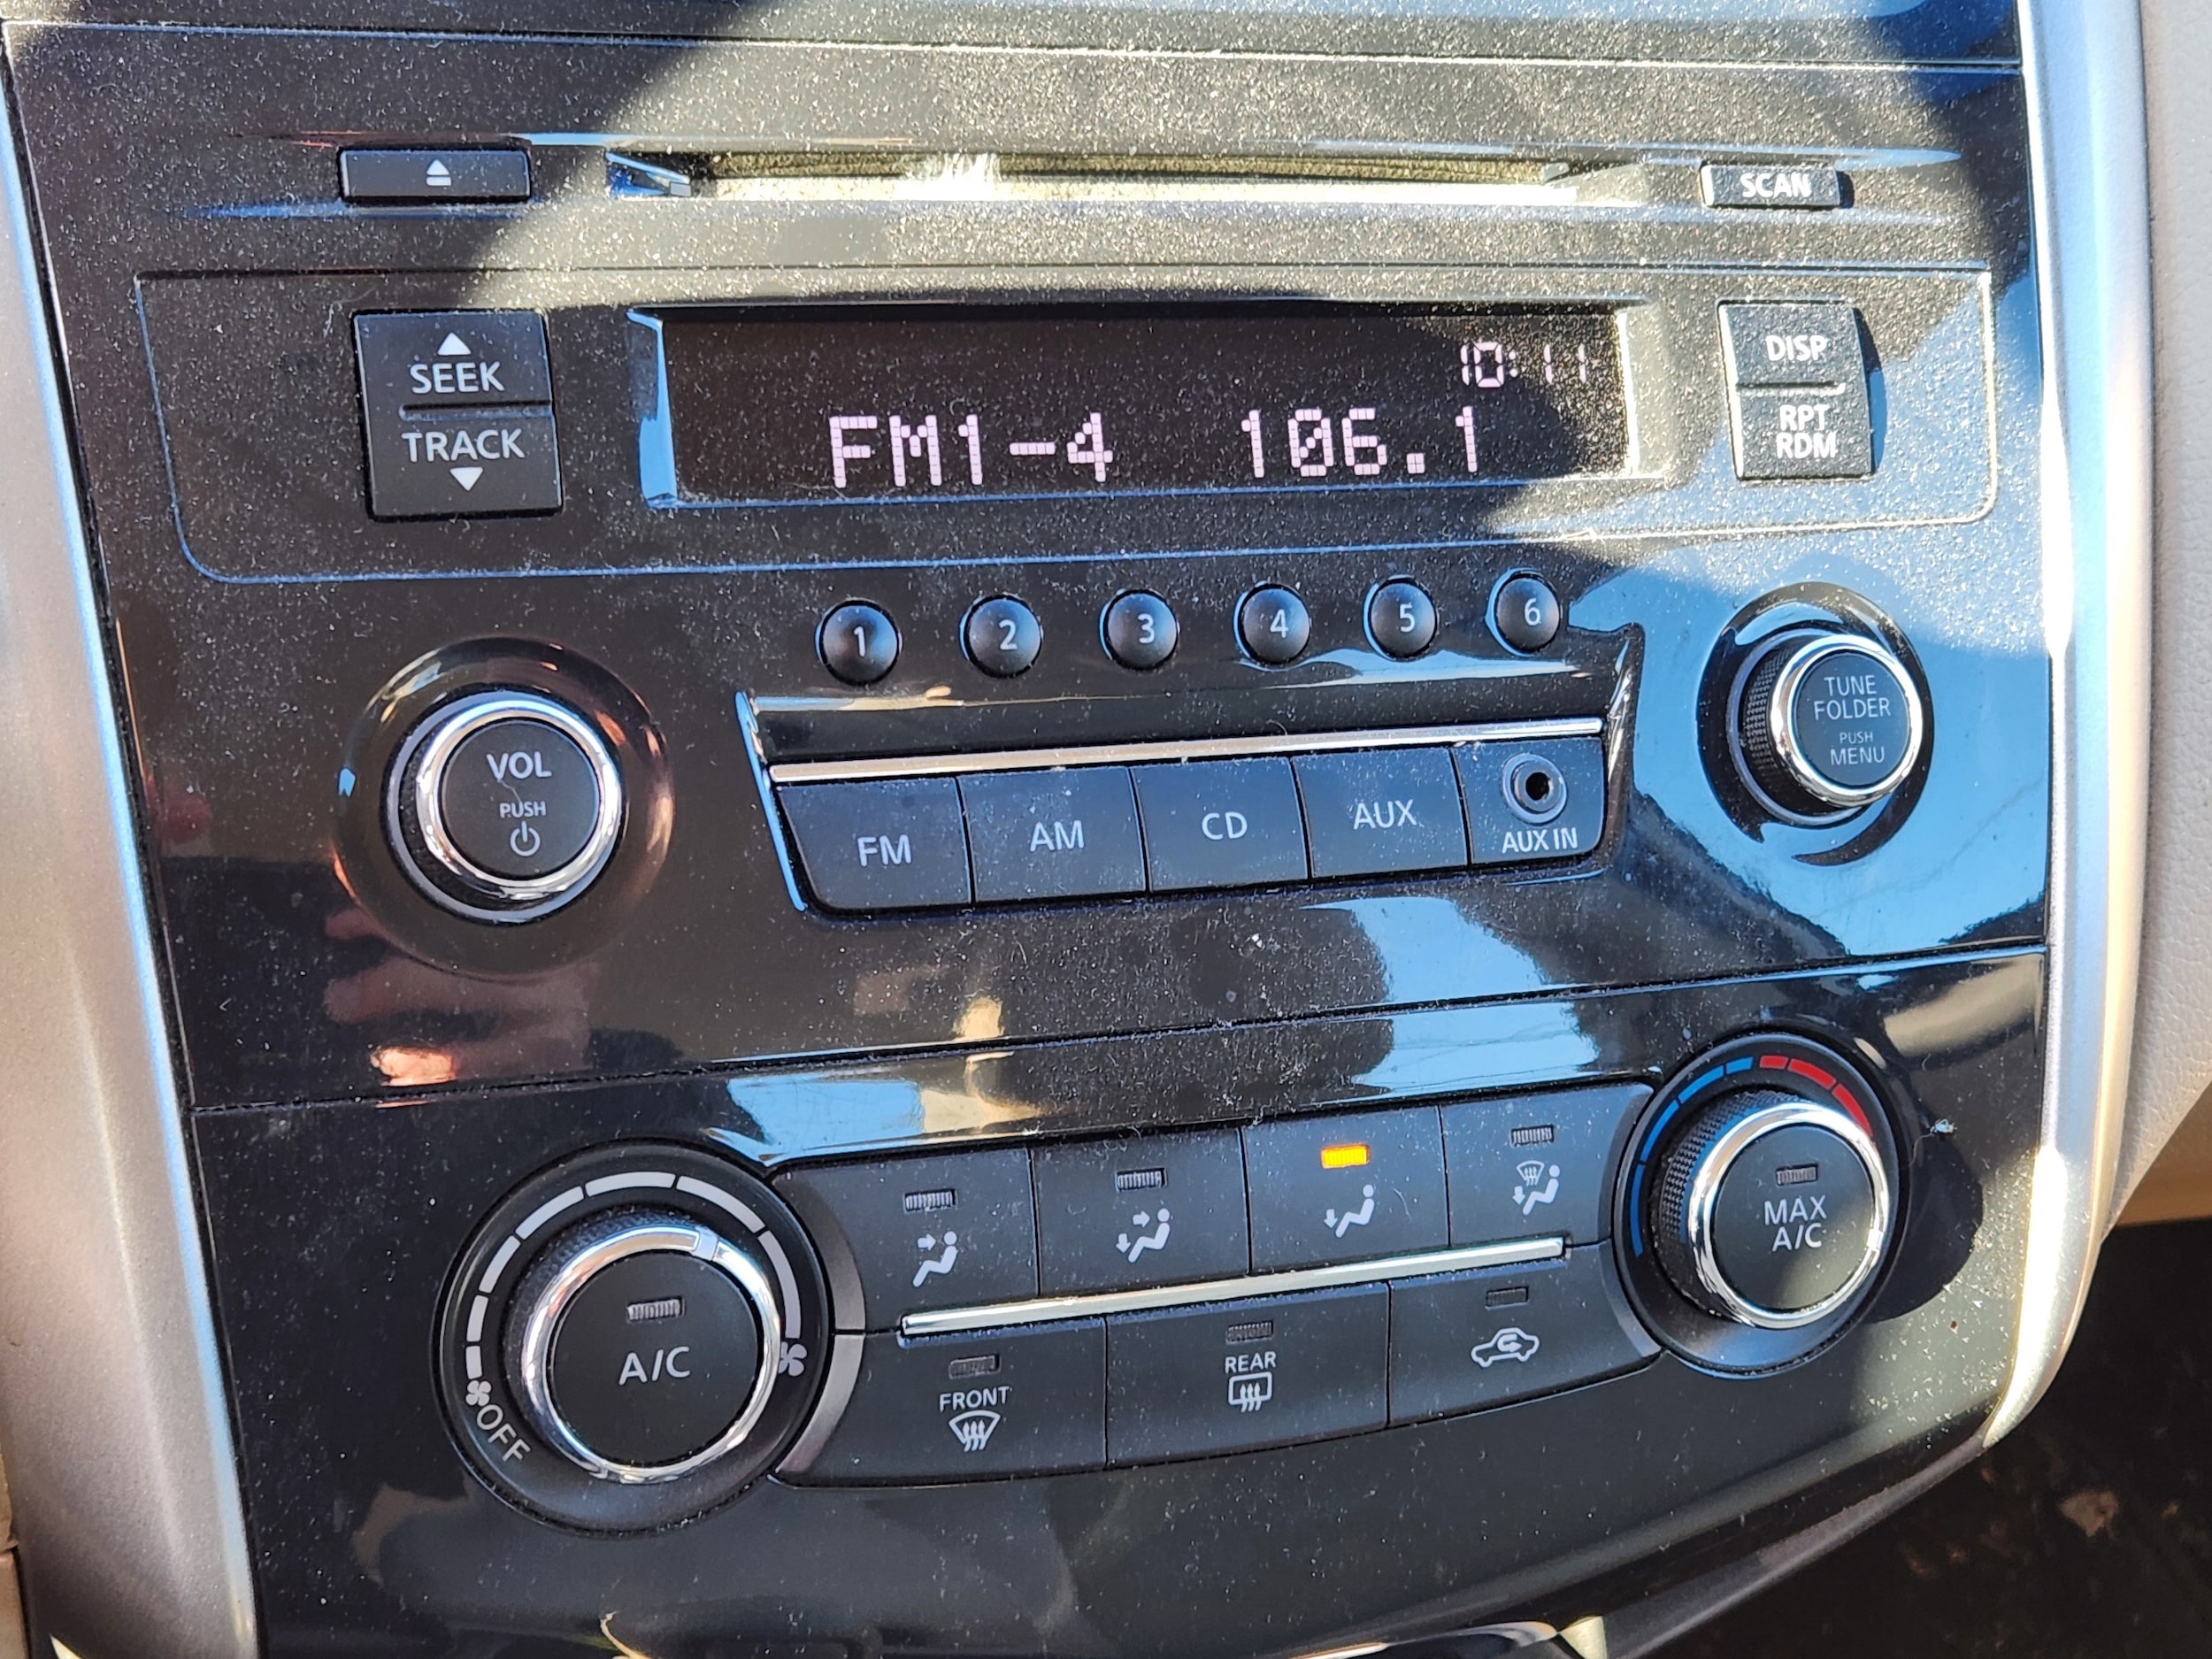 SCAN
SEEK
TRACK
10:11
FM1-4 106.1
DISP
RPT
RDM
1 2 3 4 5 6
VOL
PUSH
TUNE
FOLDER
PUSH
MENU
FM AM CD AUX AUX IN
A/C
OFF
MAX
A/C
FRONT
REAR